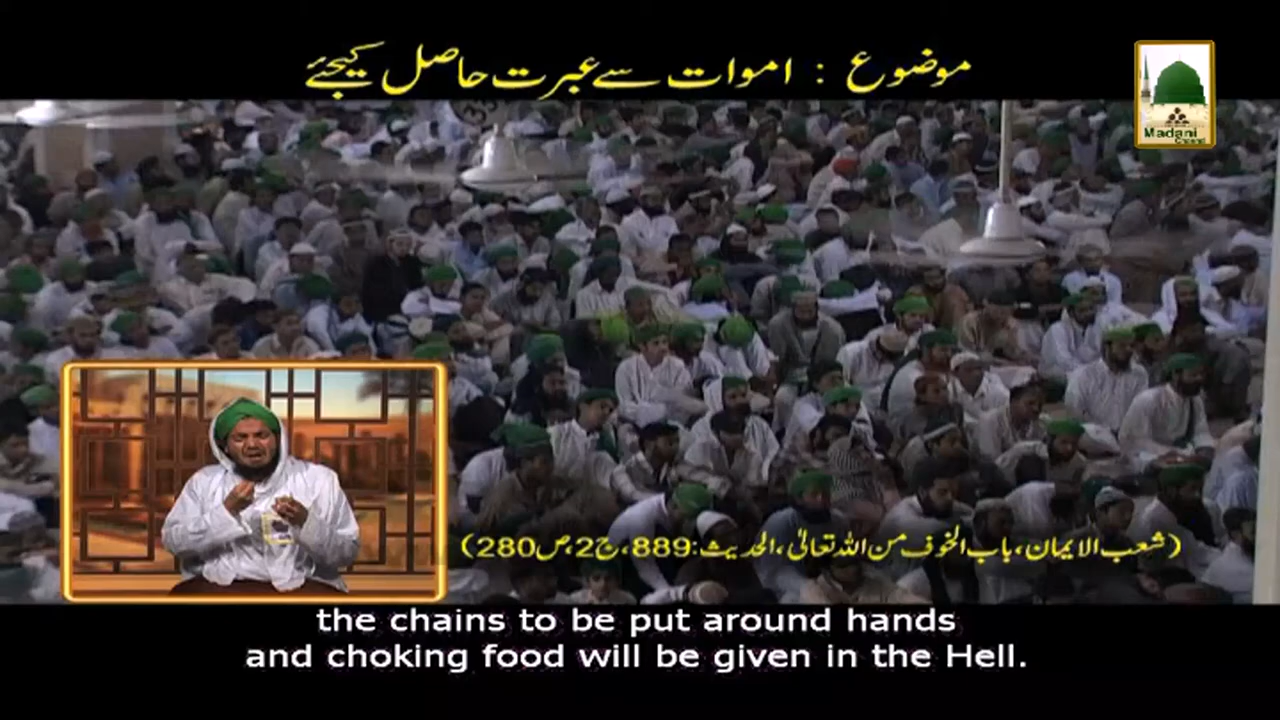 موضوع : اموات سے عبرت حاصل کیجئے
Madani
Channel
(شعب الایمان، باب الخوف من اللہ تعالیٰ، الحدیث:889، ج2، ص280)
the chains to be put around hands
and choking food will be given in the Hell.